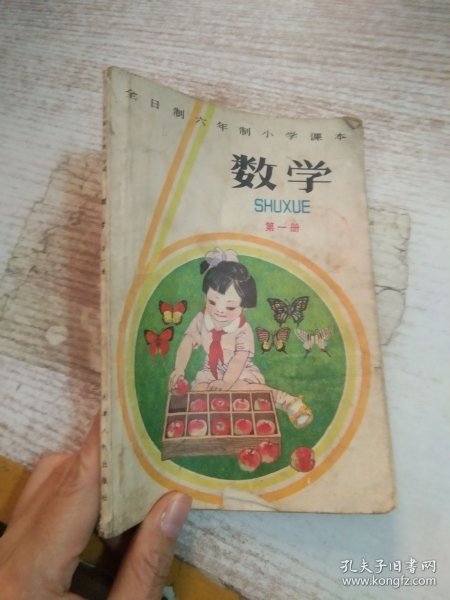 全日制六年制小学课本
数学
SHUXUE
第一册
孔夫子旧书网
www.kongfz.com